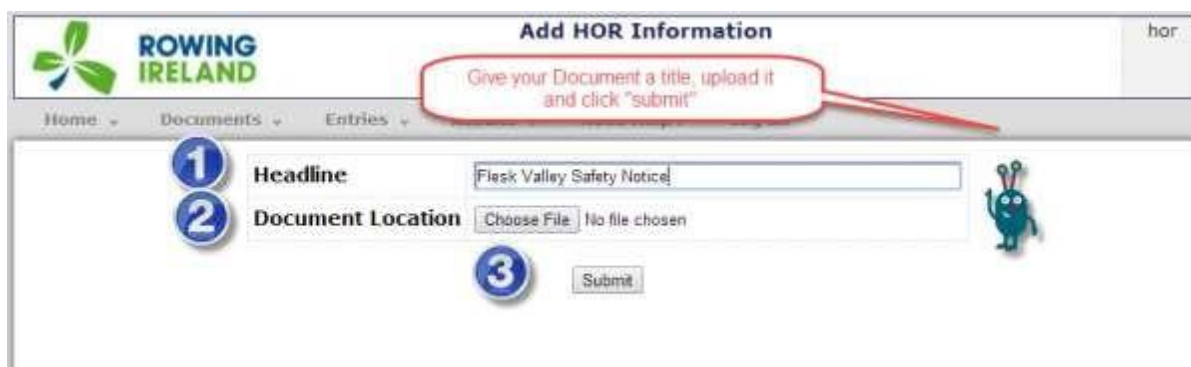 Add HOR Information
hor
ROWING
IRELAND
Give your Document a title, upload it
and click "submit"
Home Documents Entries
1 Headline Flesk Valley Safety Notice
2 Document Location Choose File No file chosen
3 Submit